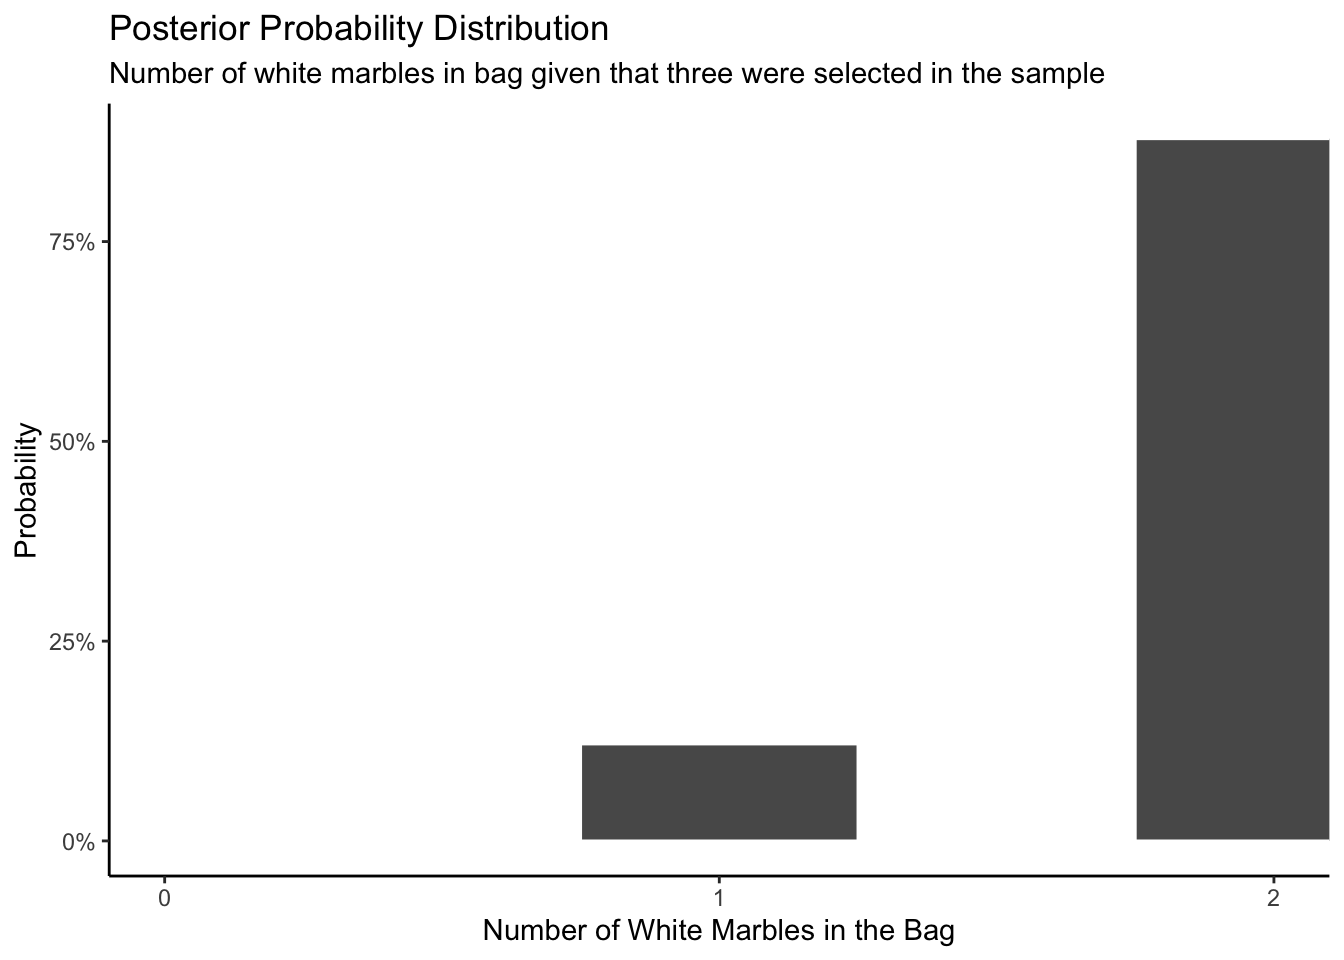 Posterior Probability Distribution
Number of white marbles in bag given that three were selected in the sample
Probability
75%
50%
25%
0%
0
1
2
Number of White Marbles in the Bag